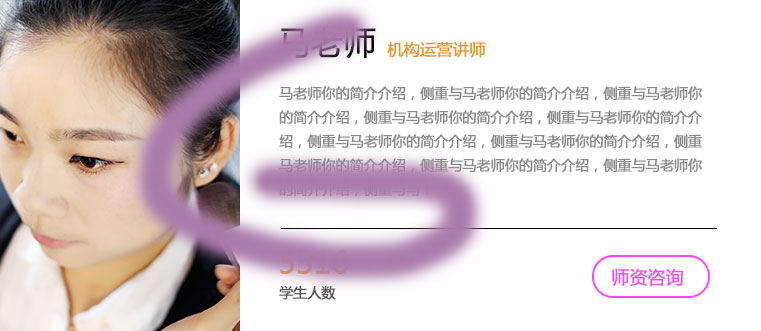 马老师 机构运营讲师
马老师你的简介介绍，侧重与马老师你的简介介绍，侧重与马老师你
的简介介绍，侧重与马老师你的简介介绍，侧重与马老师你的简介介
绍，侧重与马老师你的简介介绍，侧重与马老师你的简介介绍，侧重
马老师你的简介介绍，侧重与马老师你的简介介绍，侧重与马老师你
的简介介绍，侧重与
师资咨询
学生人数